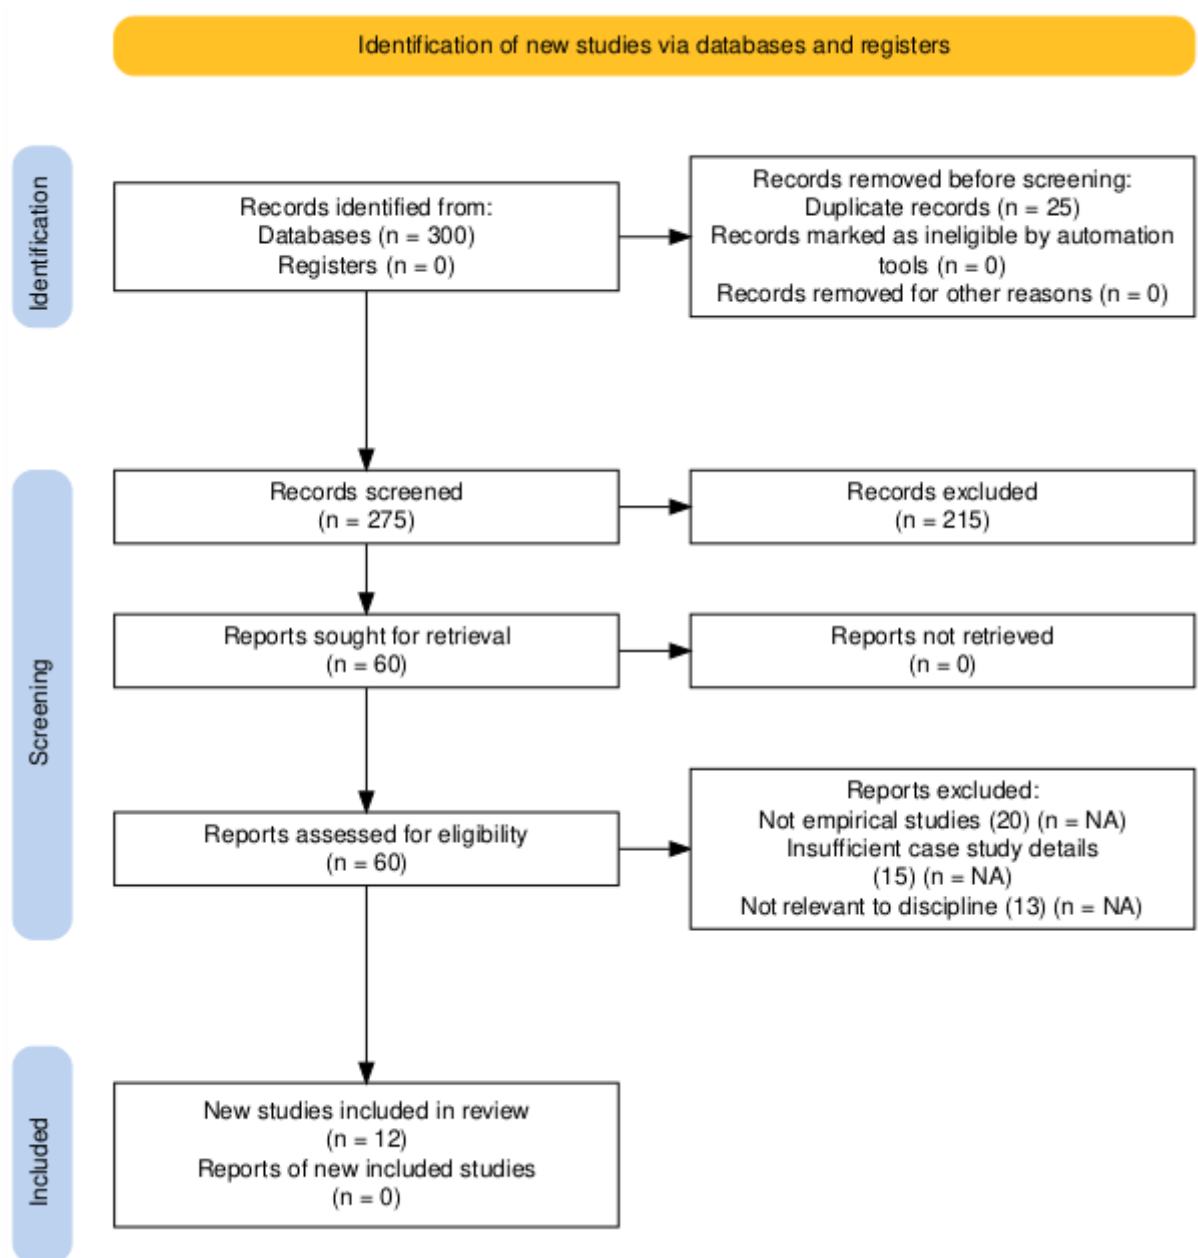 Identification of new studies via databases and registers
Identification
Records identified from:
Databases (n = 300)
Registers (n = 0)
Records removed before screening:
Duplicate records (n = 25)
Records marked as ineligible by automation
tools (n = 0)
Records removed for other reasons (n = 0)
Screening
Records screened
(n = 275)
Records excluded
(n = 215)
Reports sought for retrieval
(n = 60)
Reports not retrieved
(n = 0)
Reports assessed for eligibility
(n = 60)
Reports excluded:
Not empirical studies (20) (n = NA)
Insufficient case study details
(15) (n = NA)
Not relevant to discipline (13) (n = NA)
Included
New studies included in review
(n = 12)
Reports of new included studies
(n = 0)